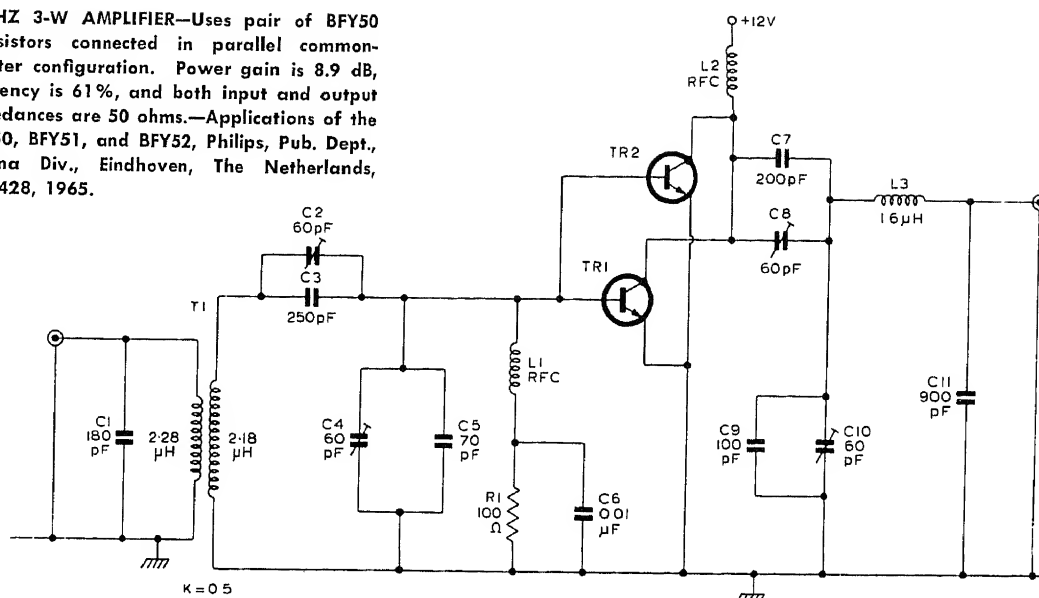 HZ 3-W AMPLIFIER—Uses pair of BFY50
sistors connected in parallel common-
ter configuration. Power gain is 8.9 dB,
ency is 61%, and both input and output
edances are 50 ohms.—Applications of the
50, BFY51, and BFY52, Philips, Pub. Dept.,
na Div., Eindhoven, The Netherlands,
428, 1965.
+12V
L2
RFC
TR2
C7
200pF
L3
1 6µH
C8
60pF
TR1
C2
60pF
C3
250pF
T1
C1
180
pF
2·28
µH
2·18
µH
C4
60
pF
C5
70
pF
L1
RFC
R1
100
Ω
C6
0 01
µF
C9
100
pF
C10
60
pF
C11
900
pF
K = 0 5